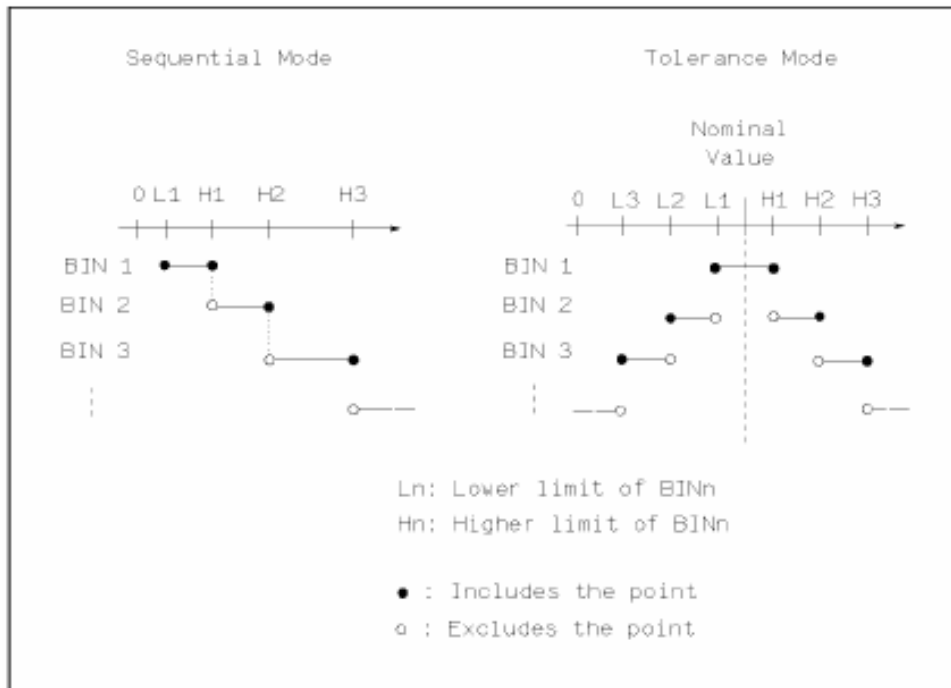 Sequential Mode
Tolerance Mode
Nominal
Value
0 L1 H1 H2 H3
0 L3 L2 L1 H1 H2 H3
BIN 1
BIN 2
BIN 3
BIN 1
BIN 2
BIN 3
Ln: Lower limit of BINn
Hn: Higher limit of BINn
● : Includes the point
○ : Excludes the point